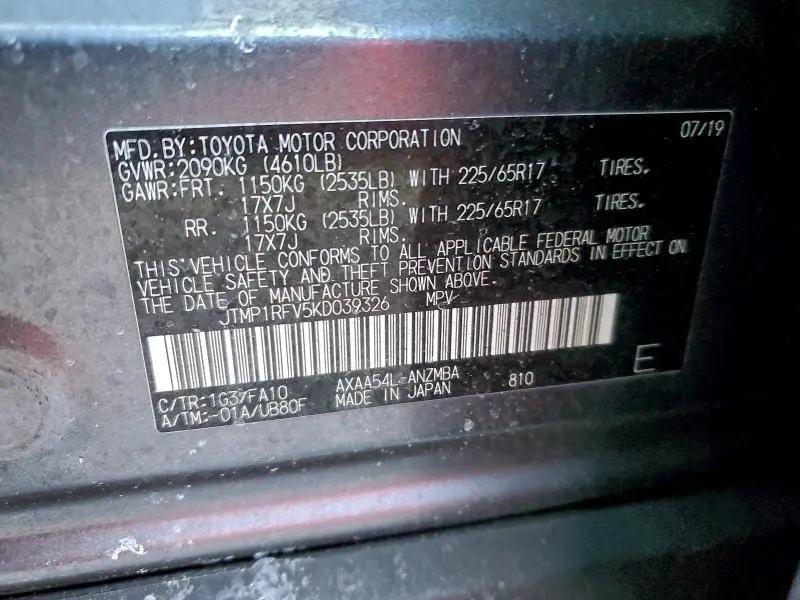 MFD. BY: TOYOTA MOTOR CORPORATION 07/19
GVWR: 2090KG (4610LB)
GAWR: FRT. 1150KG (2535LB) WITH 225/65R17 TIRES.
17X7J RIMS.
RR. 1150KG (2535LB) WITH 225/65R17 TIRES.
17X7J RIMS.
THIS VEHICLE CONFORMS TO ALL APPLICABLE FEDERAL MOTOR
VEHICLE SAFETY AND THEFT PREVENTION STANDARDS IN EFFECT ON
THE DATE OF MANUFACTURE SHOWN ABOVE.
JTMP1RFV5KD039326 MPV
E
C/TR: 1G3/FA10 AXAA54L-ANZMBA 810
A/TM: -01A/UB80F MADE IN JAPAN